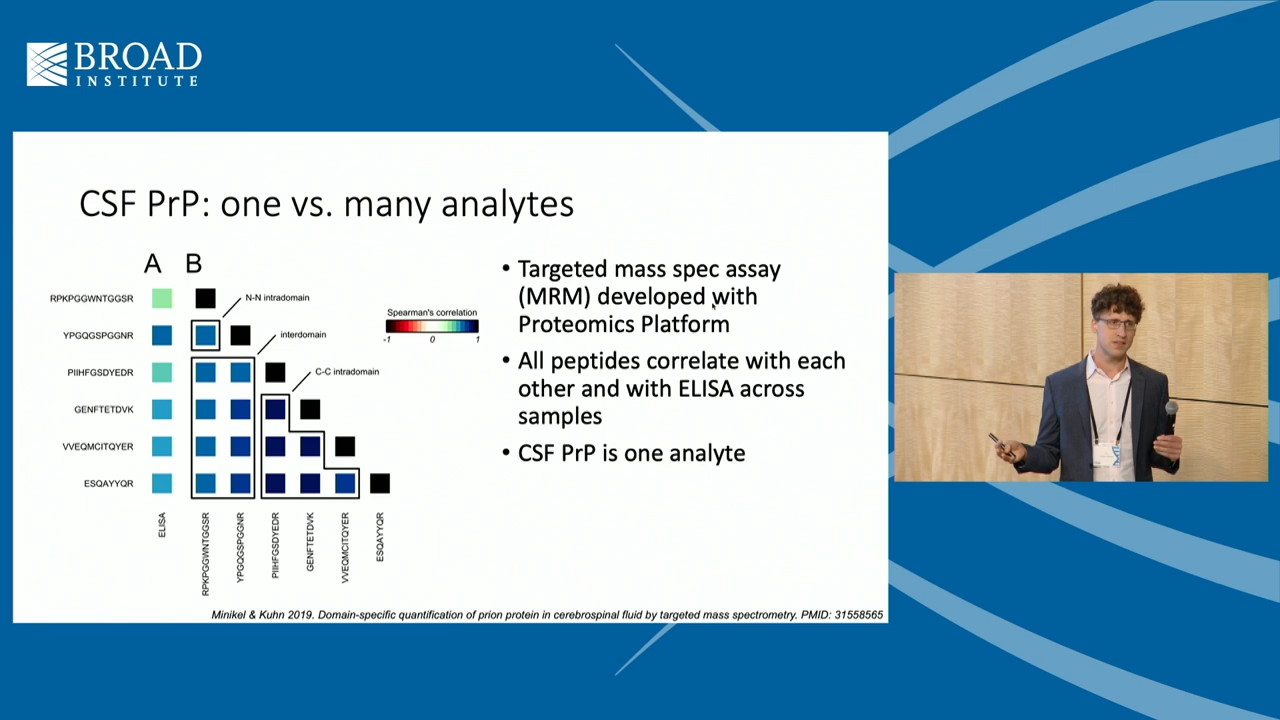 BROAD
INSTITUTE
CSF PrP: one vs. many analytes
A B
RPKPGGWNTGGSR
YPGQGSPGGNR
PIIHFGSDYEDR
GENFTETDVK
VVEQMCITQYER
ESQAYYQR
N-N intradomain
interdomain
C-C intradomain
Spearman's correlation
-1 0 1
ELISA
RPKPGGWNTGGSR
YPGQGSPGGNR
PIIHFGSDYEDR
GENFTETDVK
VVEQMCITQYER
ESQAYYQR
• Targeted mass spec assay
(MRM) developed with
Proteomics Platform
• All peptides correlate with each
other and with ELISA across
samples
• CSF PrP is one analyte
Minikel & Kuhn 2019. Domain-specific quantification of prion protein in cerebrospinal fluid by targeted mass spectrometry. PMID: 31558565